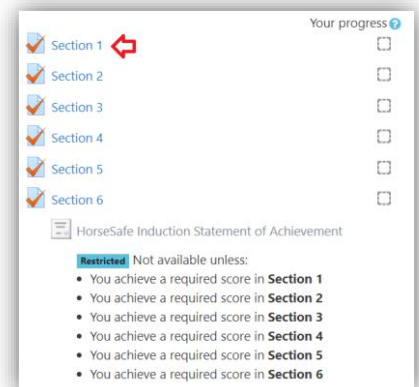 Your progress ?
Section 1
Section 2
Section 3
Section 4
Section 5
Section 6
HorseSafe Induction Statement of Achievement
Restricted Not available unless:
• You achieve a required score in Section 1
• You achieve a required score in Section 2
• You achieve a required score in Section 3
• You achieve a required score in Section 4
• You achieve a required score in Section 5
• You achieve a required score in Section 6